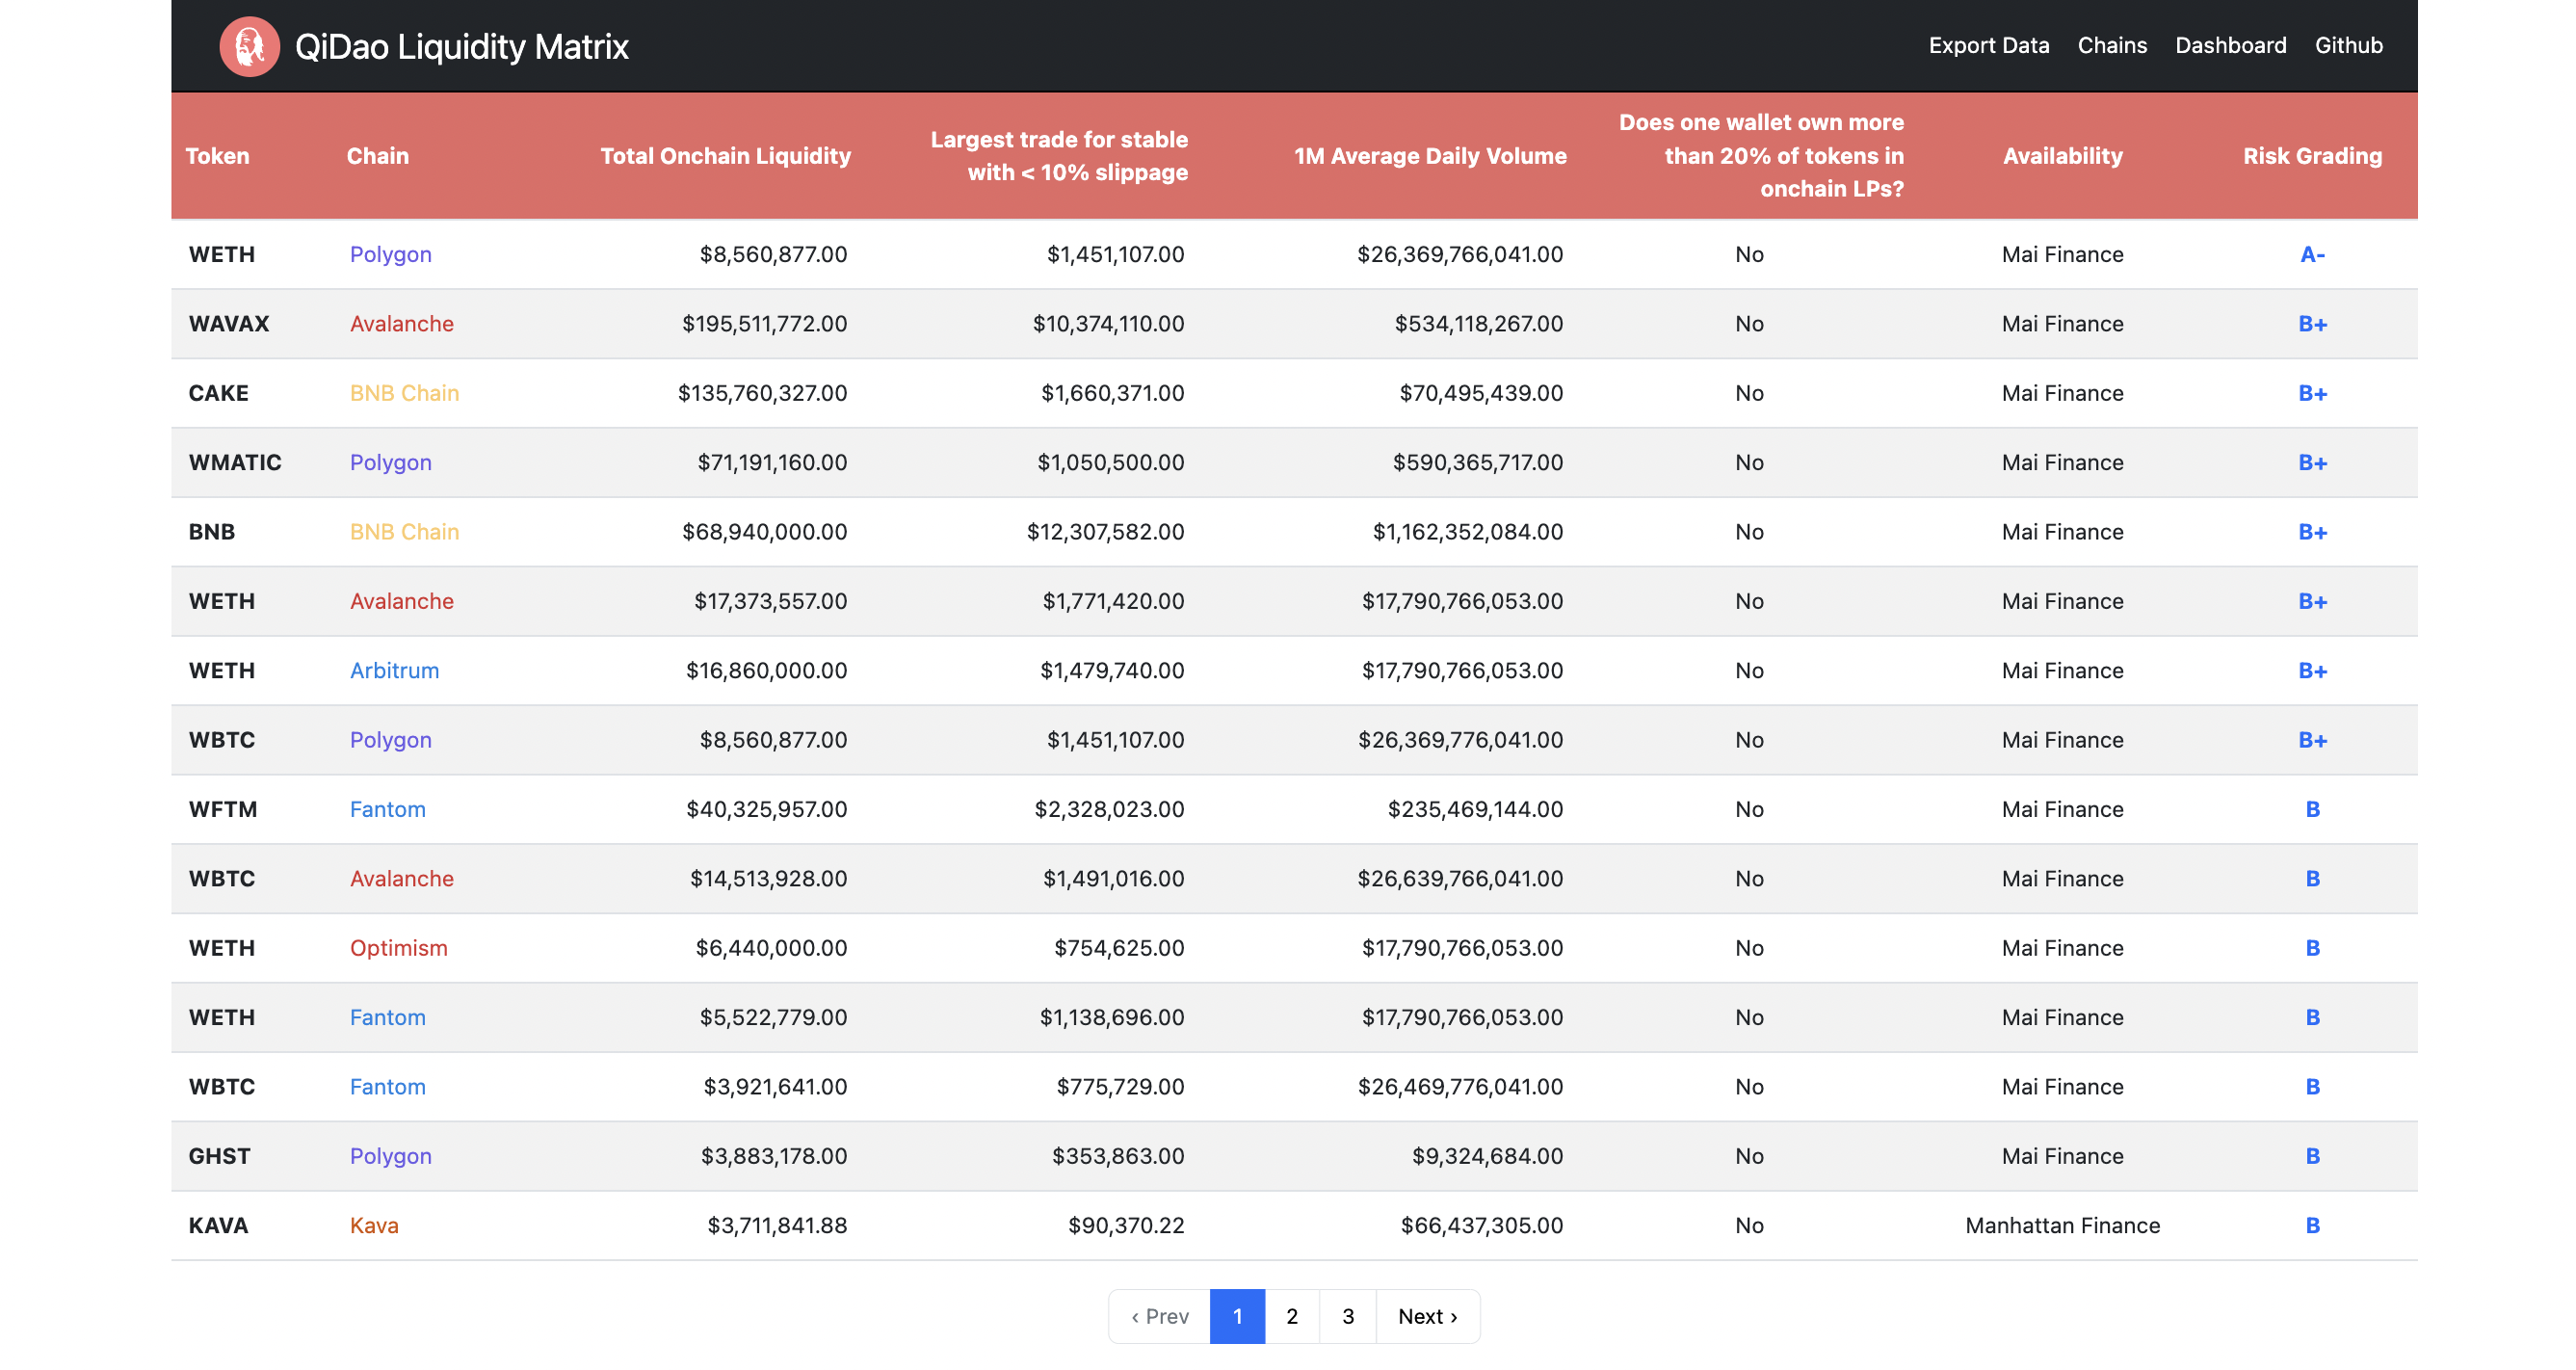 QiDao Liquidity Matrix Export Data Chains Dashboard Github
Token Chain Total Onchain Liquidity Largest trade for stable with < 10% slippage 1M Average Daily Volume Does one wallet own more than 20% of tokens in onchain LPs? Availability Risk Grading
WETH Polygon $8,560,877.00 $1,451,107.00 $26,369,766,041.00 No Mai Finance A-
WAVAX Avalanche $195,511,772.00 $10,374,110.00 $534,118,267.00 No Mai Finance B+
CAKE BNB Chain $135,760,327.00 $1,660,371.00 $70,495,439.00 No Mai Finance B+
WMATIC Polygon $71,191,160.00 $1,050,500.00 $590,365,717.00 No Mai Finance B+
BNB BNB Chain $68,940,000.00 $12,307,582.00 $1,162,352,084.00 No Mai Finance B+
WETH Avalanche $17,373,557.00 $1,771,420.00 $17,790,766,053.00 No Mai Finance B+
WETH Arbitrum $16,860,000.00 $1,479,740.00 $17,790,766,053.00 No Mai Finance B+
WBTC Polygon $8,560,877.00 $1,451,107.00 $26,369,776,041.00 No Mai Finance B+
WFTM Fantom $40,325,957.00 $2,328,023.00 $235,469,144.00 No Mai Finance B
WBTC Avalanche $14,513,928.00 $1,491,016.00 $26,639,766,041.00 No Mai Finance B
WETH Optimism $6,440,000.00 $754,625.00 $17,790,766,053.00 No Mai Finance B
WETH Fantom $5,522,779.00 $1,138,696.00 $17,790,766,053.00 No Mai Finance B
WBTC Fantom $3,921,641.00 $775,729.00 $26,469,776,041.00 No Mai Finance B
GHST Polygon $3,883,178.00 $353,863.00 $9,324,684.00 No Mai Finance B
KAVA Kava $3,711,841.88 $90,370.22 $66,437,305.00 No Manhattan Finance B
‹ Prev 1 2 3 Next ›